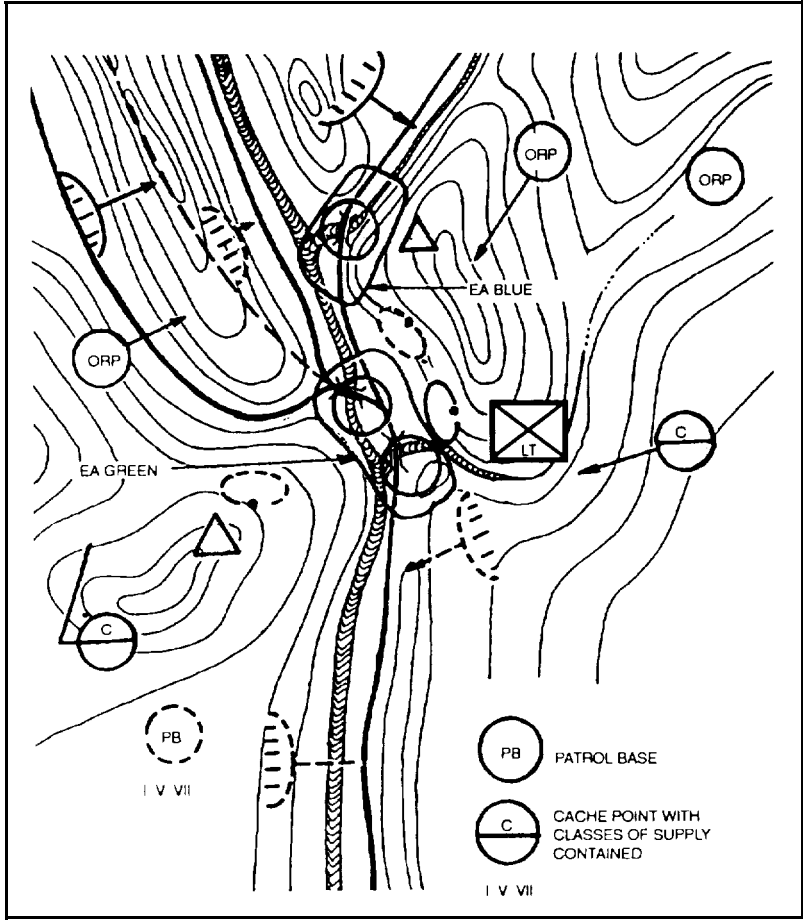 ORP
ORP
EA BLUE
ORP
LT
C
EA GREEN
C
PB
I V VII
PB
PATROL BASE
C
CACHE POINT WITH
CLASSES OF SUPPLY
CONTAINED
I V VII